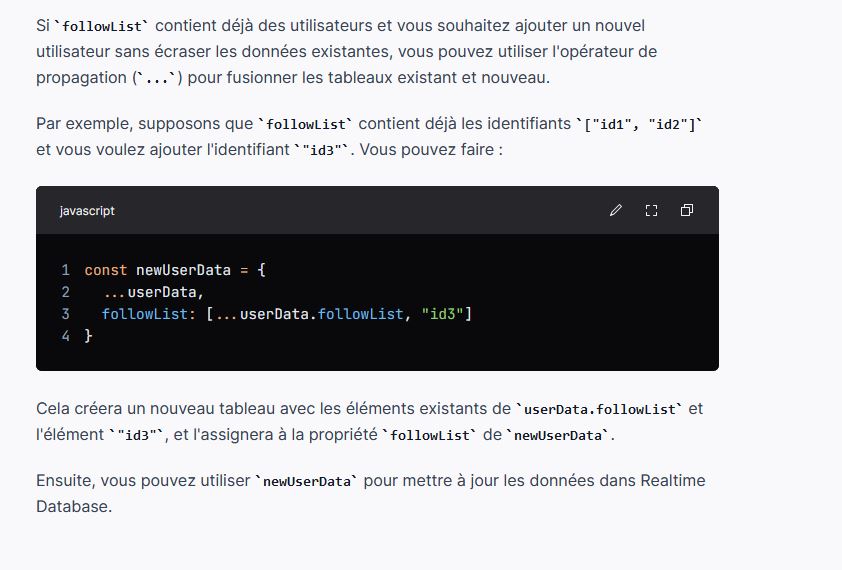 Si `followList` contient déjà des utilisateurs et vous souhaitez ajouter un nouvel
utilisateur sans écraser les données existantes, vous pouvez utiliser l'opérateur de
propagation (`...`) pour fusionner les tableaux existant et nouveau.
Par exemple, supposons que `followList` contient déjà les identifiants `["id1", "id2"]`
et vous voulez ajouter l'identifiant `"id3"`. Vous pouvez faire :
javascript
1 const newUserData = {
2   ...userData,
3   followList: [...userData.followList, "id3"]
4 }
Cela créera un nouveau tableau avec les éléments existants de `userData.followList` et
l'élément `"id3"`, et l'assignera à la propriété `followList` de `newUserData`.
Ensuite, vous pouvez utiliser `newUserData` pour mettre à jour les données dans Realtime
Database.